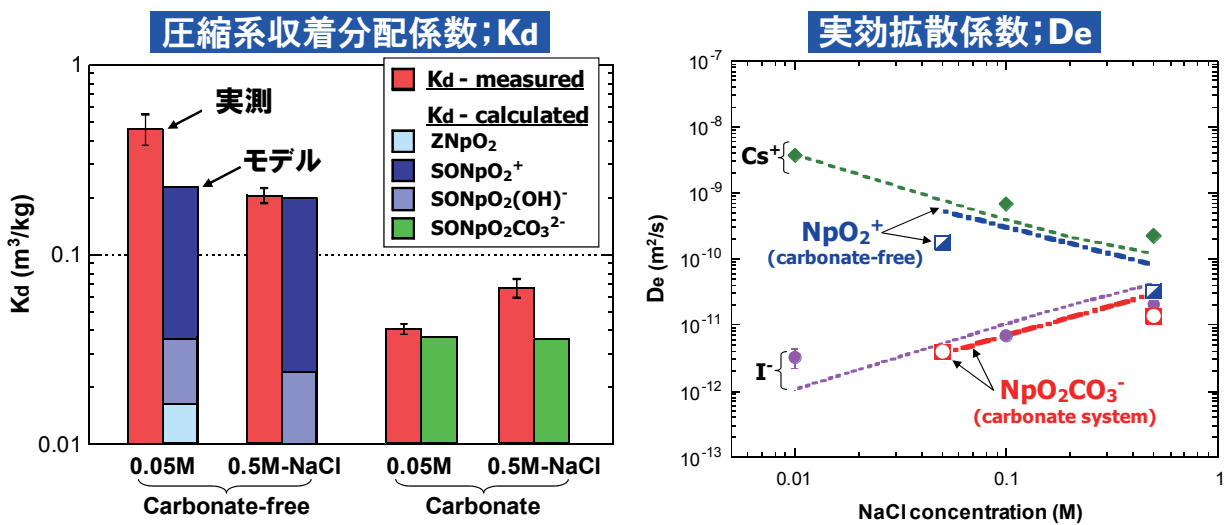 圧縮系収着分配係数;Kd
1
0.1
0.01
Kd (m3/kg)
実測
モデル
Kd - measured
Kd - calculated
ZNpO2
SONpO2+
SONpO2(OH)-
SONpO2CO32-
0.05M
0.5M-NaCl
0.05M
0.5M-NaCl
Carbonate-free
Carbonate
実効拡散係数;De
10-7
10-8
10-9
10-10
10-11
10-12
10-13
De (m2/s)
Cs+
NpO2+
(carbonate-free)
I-
NpO2CO3-
(carbonate system)
0.01
0.1
1
NaCl concentration (M)